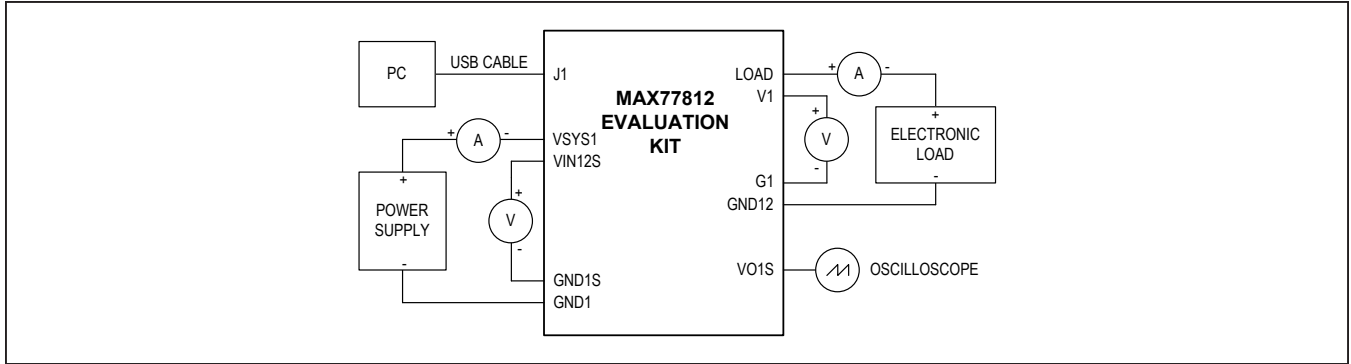 PC
USB CABLE
J1
MAX77812
EVALUATION
KIT
LOAD
V1
+
A
-
+
A
-
VSYS1
VIN12S
+
V
-
+
ELECTRONIC
LOAD
-
+
POWER
SUPPLY
-
+
V
-
G1
GND12
GND1S
GND1
VO1S
OSCILLOSCOPE